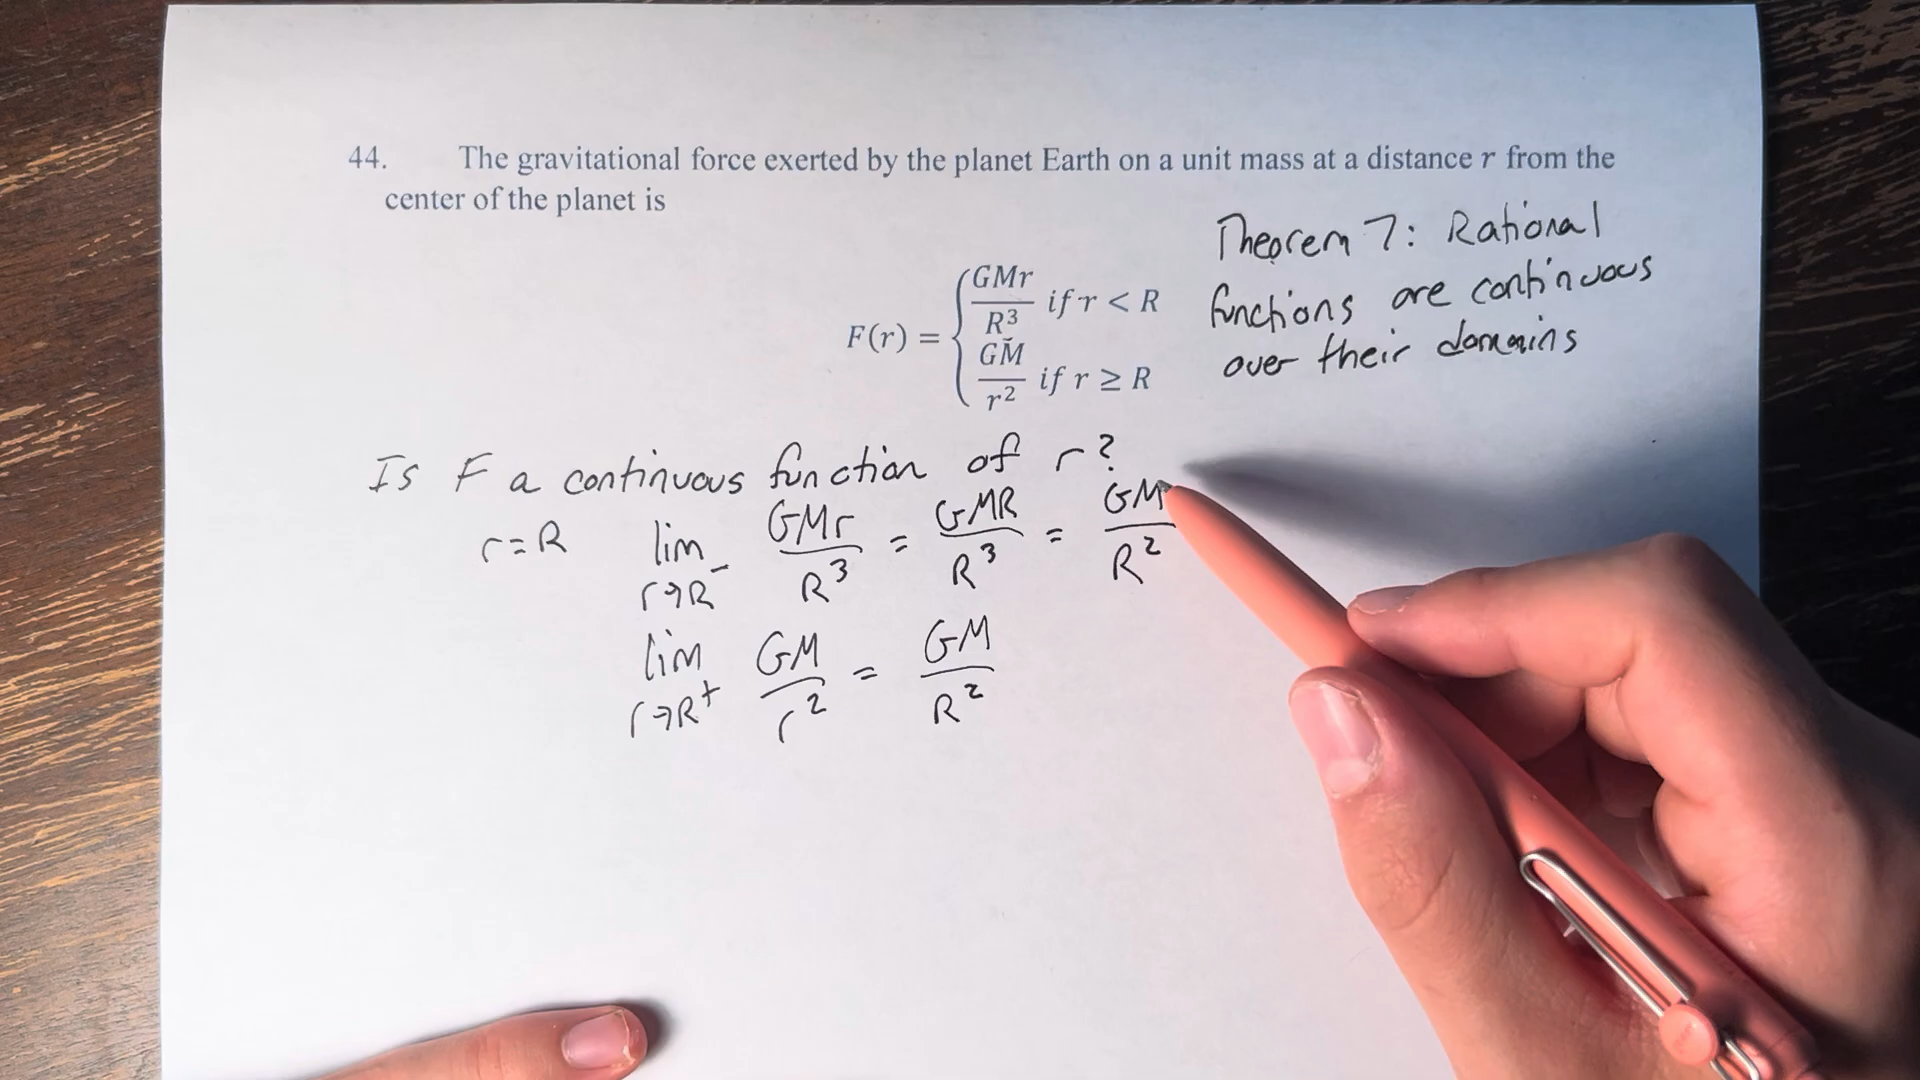 44. The gravitational force exerted by the planet Earth on a unit mass at a distance r from the
center of the planet is
F(r) = { GMr/R³ if r < R
GM/r² if r ≥ R
Theorem 7: Rational
functions are continuous
over their domains
Is F a continuous function of r?
r=R lim r→R⁻ GMr/R³ = GMR/R³ = GM/R²
lim r→R⁺ GM/r² = GM/R²